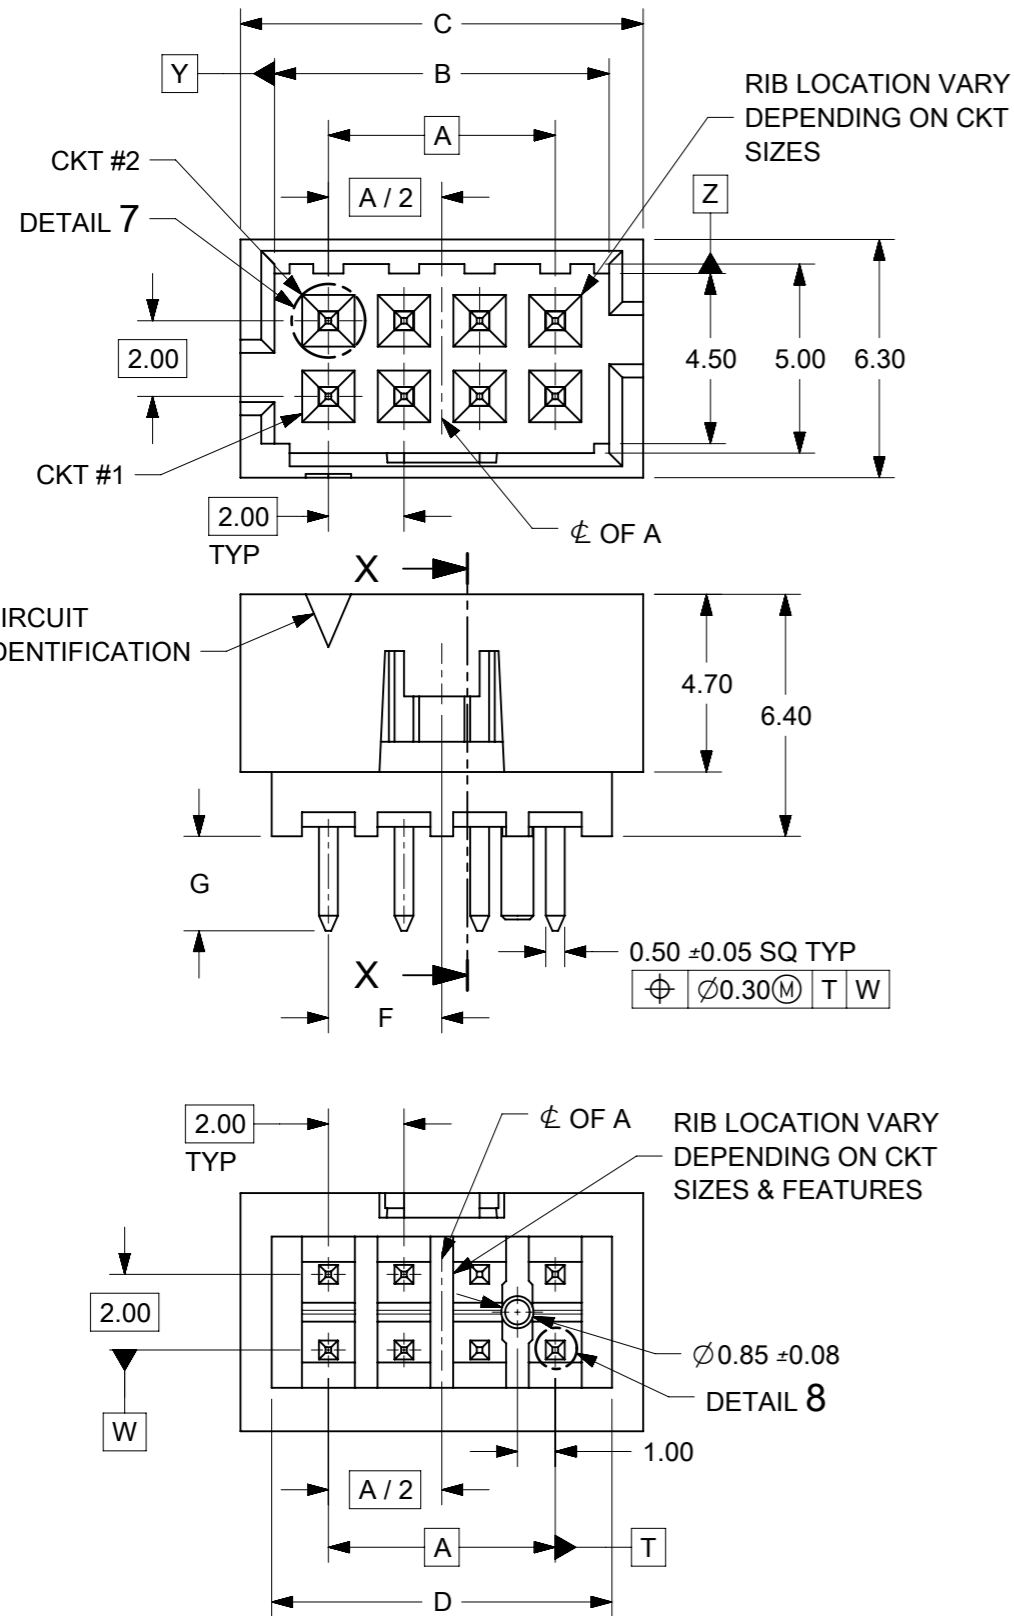 C
Y
B
RIB LOCATION VARY
DEPENDING ON CKT
SIZES
A
CKT #2
A / 2
Z
DETAIL 7
2.00
4.50
5.00
6.30
CKT #1
2.00
TYP
℄ OF A
X
IRCUIT
DENTIFICATION
4.70
6.40
G
0.50 ±0.05 SQ TYP
⌖ ∅0.30Ⓜ T W
X
F
2.00
TYP
℄ OF A
RIB LOCATION VARY
DEPENDING ON CKT
SIZES & FEATURES
2.00
∅0.85 ±0.08
DETAIL 8
W
1.00
A / 2
A
T
D